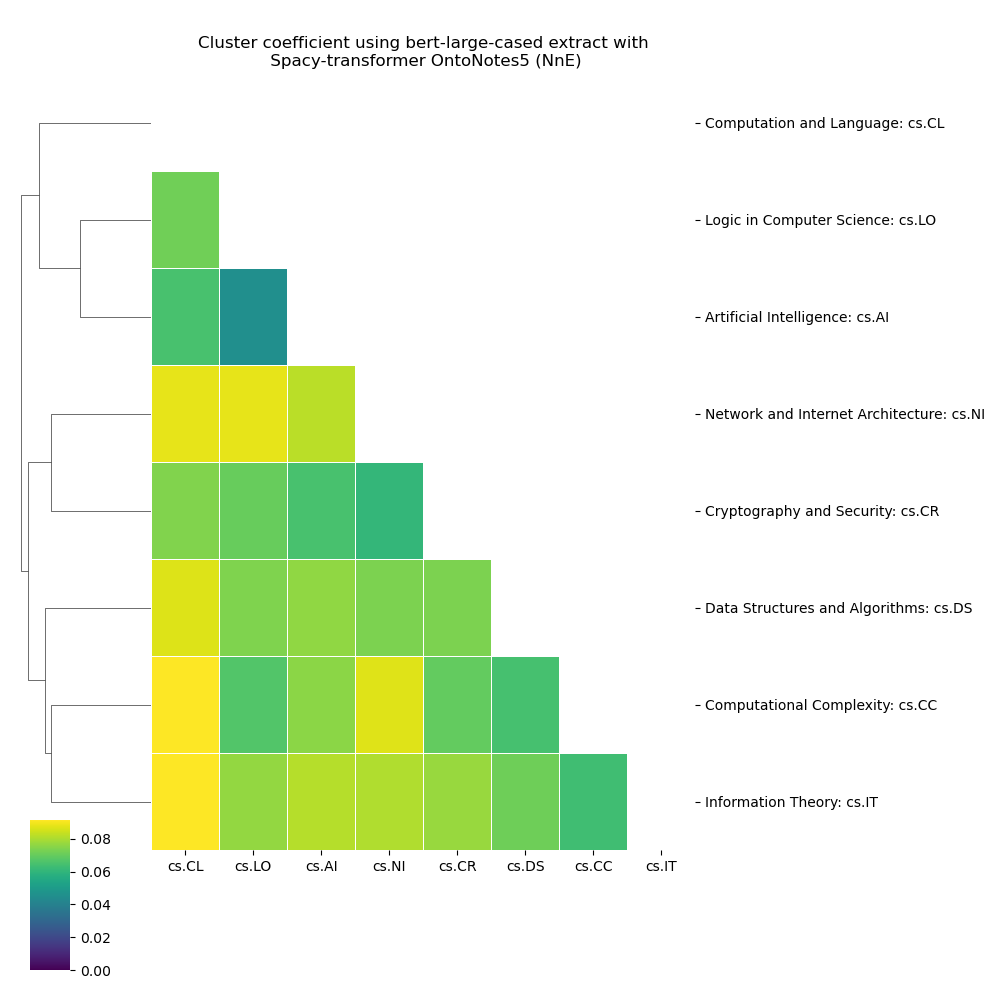 Cluster coefficient using bert-large-cased extract with
Spacy-transformer OntoNotes5 (NnE)
Computation and Language: cs.CL
Logic in Computer Science: cs.LO
Artificial Intelligence: cs.AI
Network and Internet Architecture: cs.NI
Cryptography and Security: cs.CR
Data Structures and Algorithms: cs.DS
Computational Complexity: cs.CC
Information Theory: cs.IT
cs.CL cs.LO cs.AI cs.NI cs.CR cs.DS cs.CC cs.IT
0.08
0.06
0.04
0.02
0.00